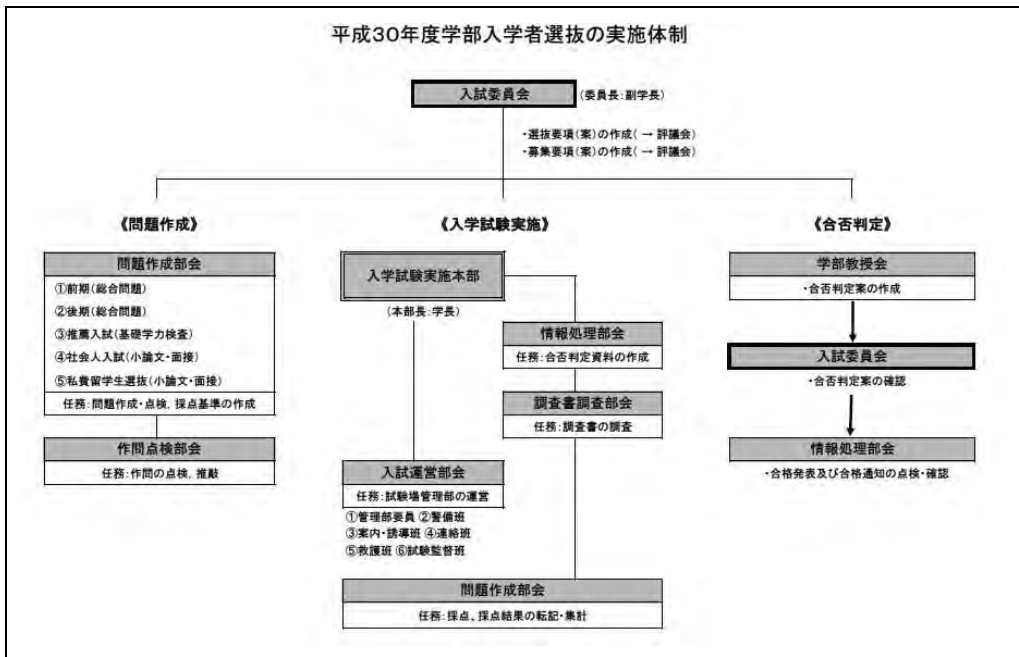 平成30年度学部入学者選抜の実施体制
入試委員会
(委員長:副学長)
・選抜要項(案)の作成( → 評議会)
・募集要項(案)の作成( → 評議会)
《問題作成》
問題作成部会
①前期(総合問題)
②後期(総合問題)
③推薦入試(基礎学力検査)
④社会人入試(小論文・面接)
⑤私費留学生選抜(小論文・面接)
任務:問題作成・点検, 採点基準の作成
作問点検部会
任務:作問の点検, 推敲
《入学試験実施》
入学試験実施本部
(本部長:学長)
情報処理部会
任務:合否判定資料の作成
調査書調査部会
任務:調査書の調査
入試運営部会
任務:試験場管理部の運営
①管理部要員 ②警備班
③案内・誘導班 ④連絡班
⑤救護班 ⑥試験監督班
問題作成部会
任務:採点、採点結果の転記・集計
《合否判定》
学部教授会
・合否判定案の作成
入試委員会
・合否判定案の確認
情報処理部会
・合格発表及び合格通知の点検・確認